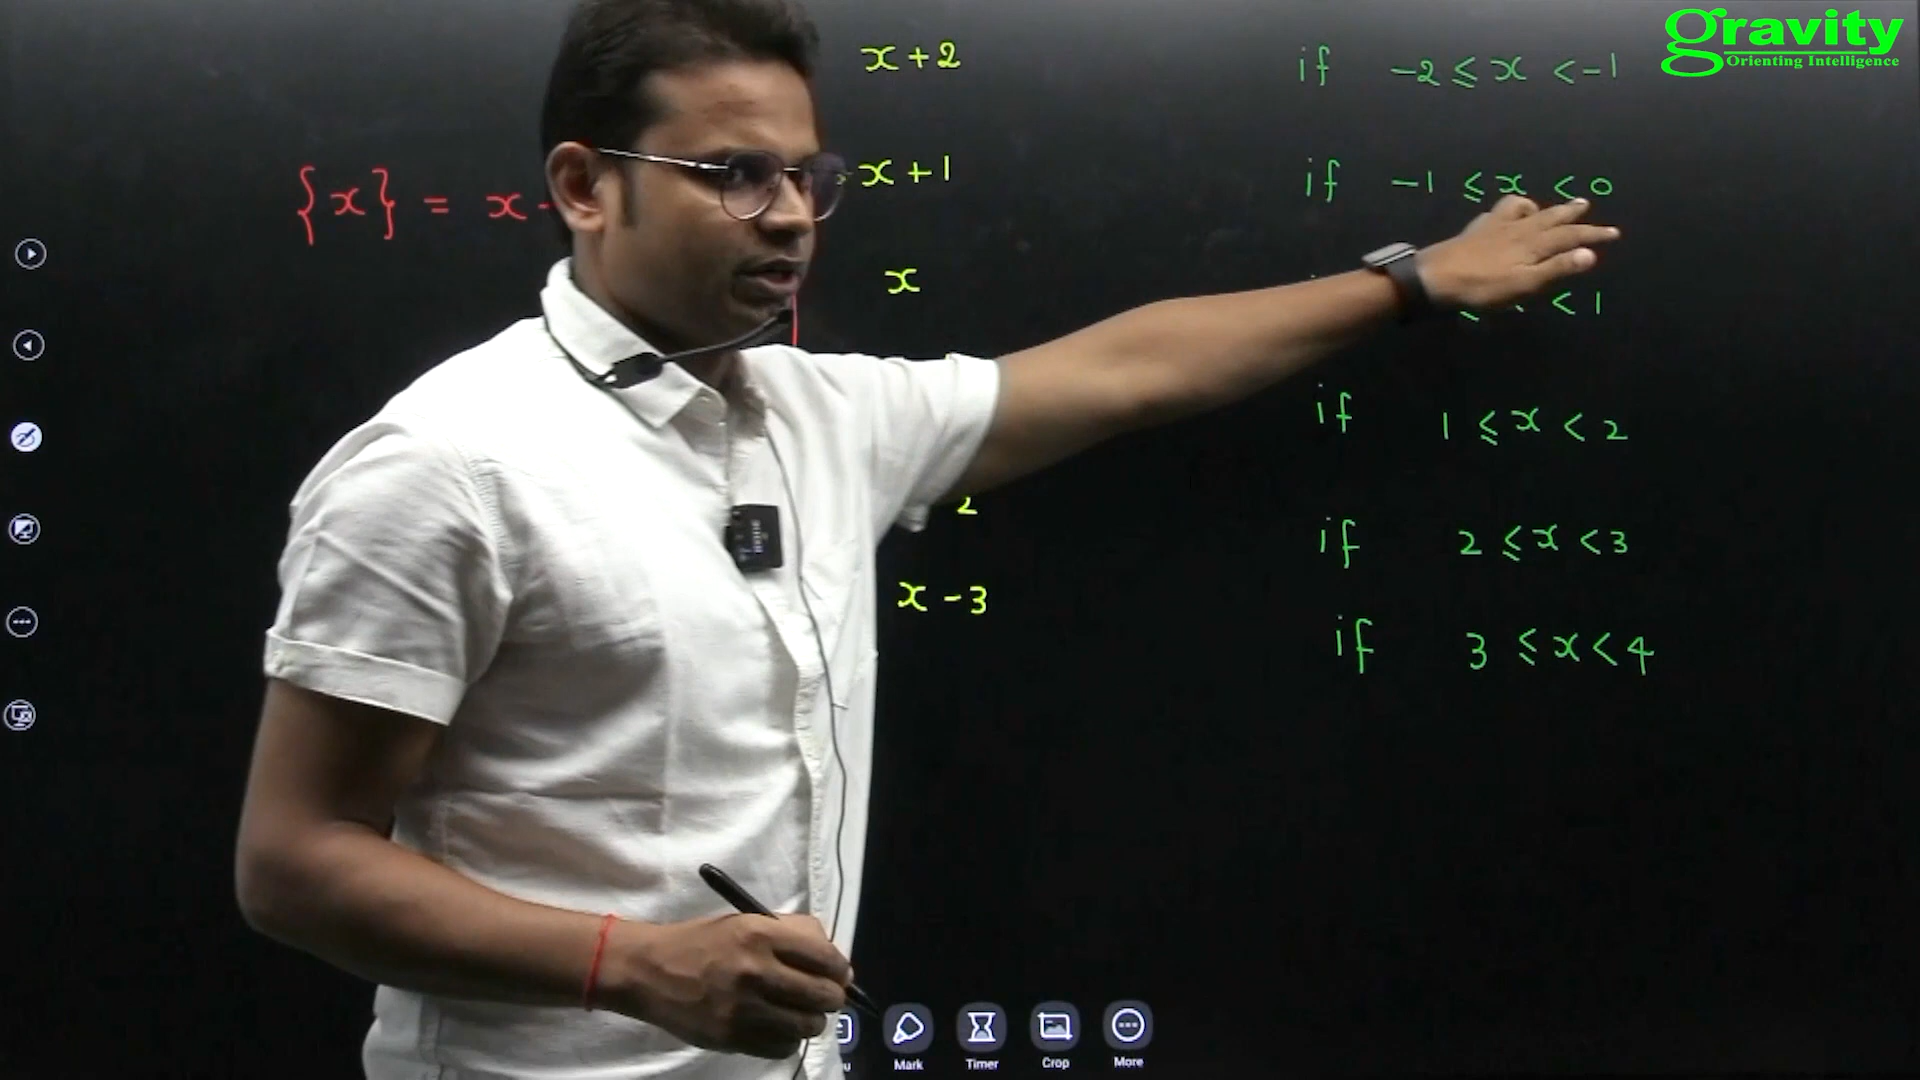 gravity
Orienting Intelligence
x + 2 if -2 ≤ x < -1
{x} = x - x + 1 if -1 ≤ x < 0
x < 1
if 1 ≤ x < 2
2 if 2 ≤ x < 3
x - 3 if 3 ≤ x < 4
Mark Timer Crop More